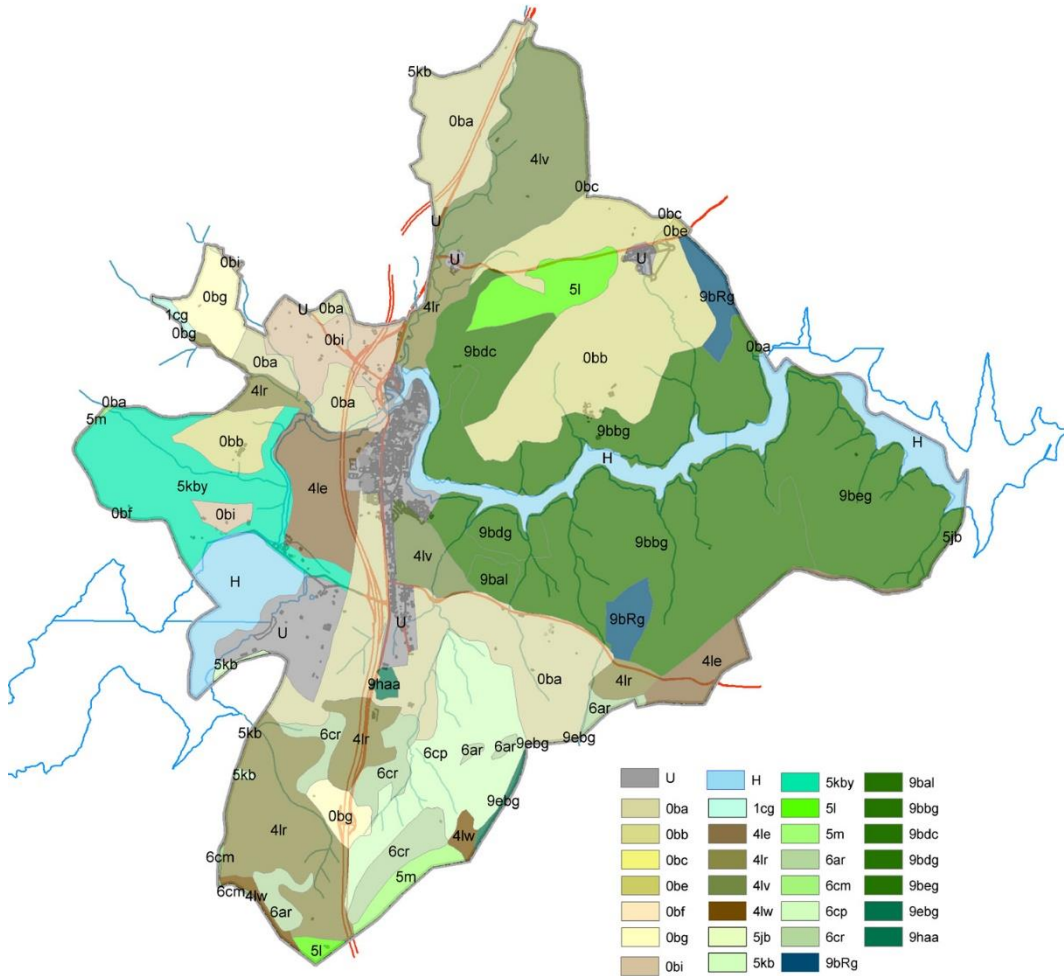 5kb
0ba
4lv
0bc
0bc
0be
U
U
U
0bi
0bg
9bRg
5l
1cg
0bg
U
0ba
0bi
4lr
0ba
9bdc
0bb
0ba
4lr
0ba
0ba
5m
0bb
9bbg
H
H
5kby
4le
9beg
0bf
0bi
9bdg
9bbg
5jb
4lv
9bal
H
U
U
9bRg
5kb
4le
9haa
0ba
4lr
6ar
5kb
6cr
4lr
6cp
6ar
6ar
9ebg
9ebg
5kb
6cr
9ebg
0bg
4lr
4lw
6cr
6cm
5m
6cm
4lw
6ar
5l
U
H
5kby
9bal
0ba
1cg
5l
9bbg
0bb
4le
5m
9bdc
0bc
4lr
6ar
9bdg
0be
4lv
6cm
9beg
0bf
4lw
6cp
9ebg
0bg
5jb
6cr
9haa
0bi
5kb
9bRg